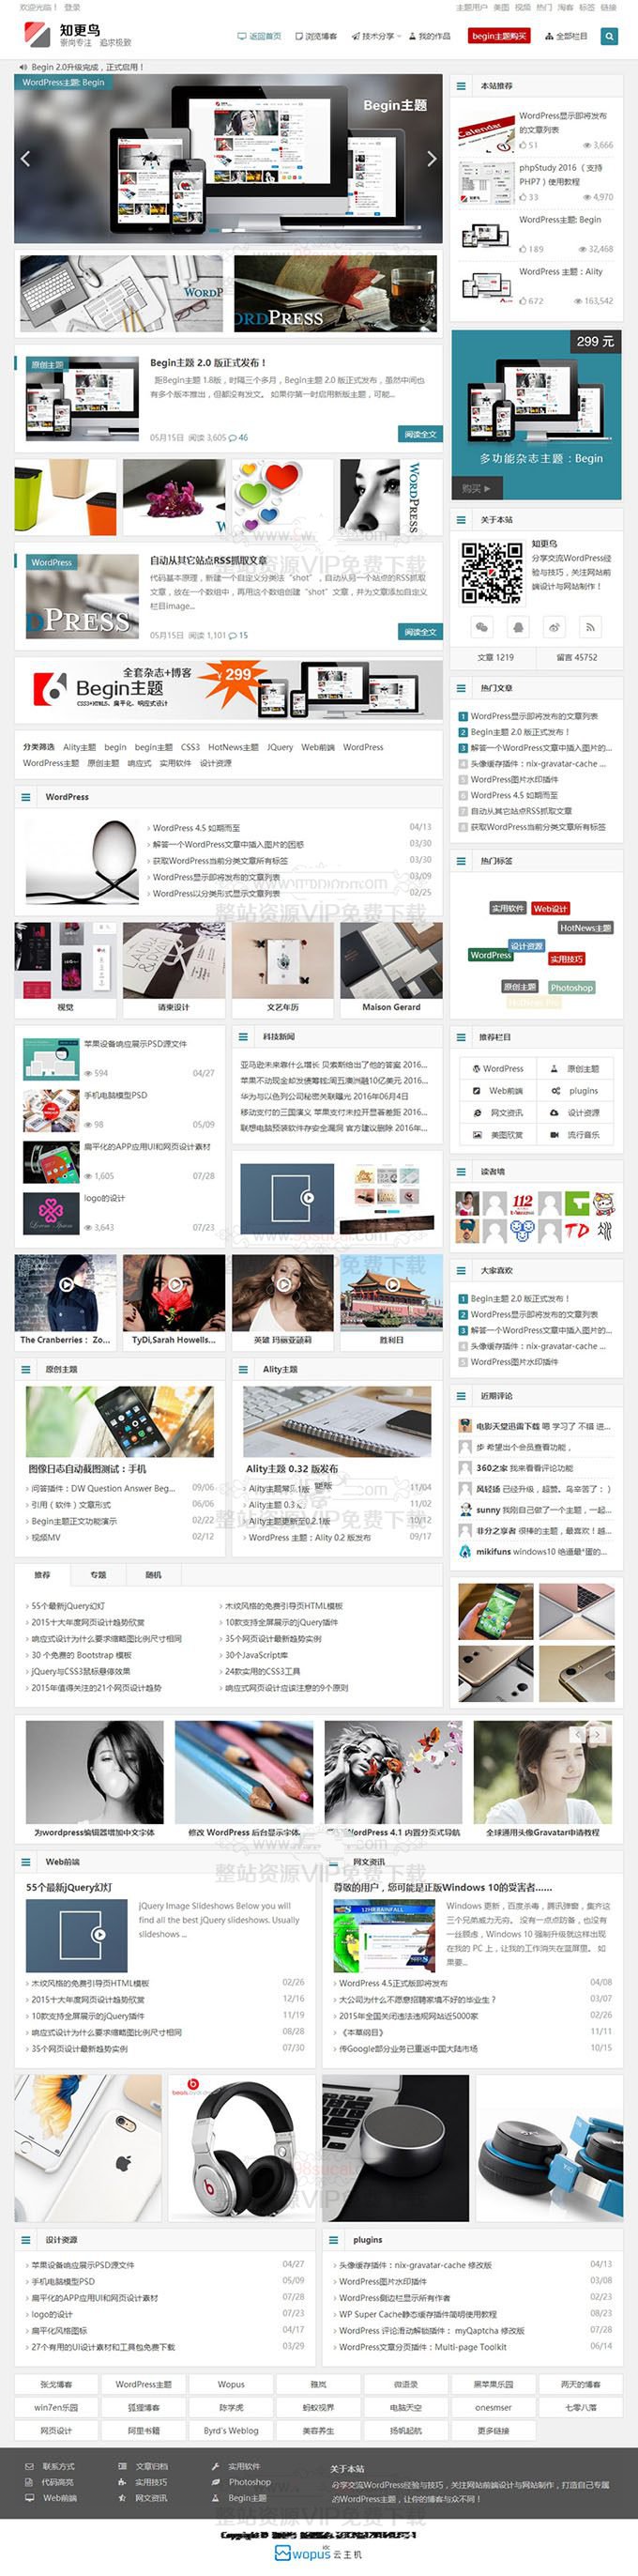 欢迎光临！ 登录
主题用户 美图 视频 热门 淘客 标签 链接
知更鸟
崇尚专注 追求极致
返回首页 浏览博客 技术分享 我的作品 begin主题购买 全部栏目
Begin 2.0升级完成，正式启用！
WordPress主题: Begin
Begin主题
本站推荐
WordPress显示即将发布的文章列表
51 3,666
phpStudy 2016（支持PHP7）使用教程
33 4,970
WordPress主题: Begin
189 32,468
WordPress 主题：Ality
672 163,542
299 元
多功能杂志主题：Begin
购买
原创主题
Begin主题 2.0 版正式发布！
距Begin主题 1.8版，时隔三个多月，Begin主题 2.0 版正式发布，虽然中间也有多个版本推出，但都没有发文。 如果你第一时启用新版主题，可能...
05月15日 阅读 3,605 46
阅读全文
关于本站
知更鸟
分享交流WordPress经验与技巧，关注网站前端设计与网站制作！
文章 1219 留言 45752
WordPress
自动从其它站点RSS抓取文章
代码基本原理，新建一个自定义分类法“shot”，自动从另一个站点的RSS抓取文章，放在一个数组中，再用这个数组创建“shot”文章，并为文章添加自定义栏目image...
05月15日 阅读 1,101 15
阅读全文
全套杂志+博客
Begin主题
CSS3+HTML5、扁平化、响应式设计
299
热门文章
1 WordPress显示即将发布的文章列表
2 Begin主题 2.0 版正式发布！
3 解答一个WordPress文章中插入图片的...
4 头像缓存插件：nix-gravatar-cache ...
5 WordPress图片水印插件
6 WordPress 4.5 如期而至
7 自动从其它站点RSS抓取文章
8 获取WordPress当前分类文章所有标签
分类筛选 Ality主题 begin begin主题 CSS3 HotNews主题 JQuery Web前端 WordPress
WordPress主题 原创主题 响应式 实用软件 设计资源
WordPress
WordPress 4.5 如期而至 04/13
解答一个WordPress文章中插入图片的困惑 03/30
获取WordPress当前分类文章所有标签 03/30
WordPress显示即将发布的文章列表 03/09
WordPress以分类形式显示文章列表 02/25
整站资源VIP免费下载
热门标签
实用软件 Web设计
HotNews主题
设计资源
WordPress 实用技巧
原创主题 Photoshop
视觉 请柬设计 文艺年历 Maison Gerard
苹果设备响应展示PSD源文件
594 04/27
手机电脑模型PSD
98 05/09
扁平化的APP应用UI和网页设计素材
1,605 07/28
logo的设计
3,643 07/23
科技新闻
亚马逊未来靠什么增长 贝索斯给出了他的答案 2016...
苹果不动现金却发债筹钱:周五澳洲融10亿美元 2016...
华为与以色列公司秘密关联曝光 2016年06月4日
移动支付的三国演义 苹果支付未拉开显著差距 2016...
联想电脑预装软件存安全漏洞 官方建议删除 2016年...
推荐栏目
WordPress 原创主题
Web前端 plugins
网文资讯 设计资源
美图欣赏 流行音乐
读者墙
The Cranberries： Zo... TyDi,Sarah Howells... 英雄 玛丽亚凯莉 胜利日
大家喜欢
1 Begin主题 2.0 版正式发布！
2 WordPress显示即将发布的文章列表
3 解答一个WordPress文章中插入图片的...
4 头像缓存插件：nix-gravatar-cache ...
5 WordPress图片水印插件
原创主题
图像日志自动截图测试：手机
问答插件：DW Question Answer Beg... 09/06
引用（软件）文章形式 06/06
Begin主题正文功能演示 02/22
视频MV 02/12
Ality主题
Ality主题 0.32 版发布
11/04
11/02
Ality主题更新至0.2.1版 10/12
WordPress 主题：Ality 0.2 版发布 09/17
近期评论
电影天堂迅雷下载 嗯 学习了 不错 进...
步 希望出个会员查看功能，
360之家 我来看看评论功能
风轻扬 已经升级，超赞。鸟辛苦了：）
sunny 我刚自己做了一个主题，一起...
非分之享者 很棒的主题，最喜欢！越...
mikifuns windows10 绝逼最*蛋的...
推荐 专题 随机
55个最新jQuery幻灯
2015十大年度网页设计趋势欣赏
响应式设计为什么要求缩略图比例尺寸相同
30 个免费的 Bootstrap 模板
jQuery与CSS3鼠标悬停效果
2015年值得关注的21个网页设计趋势
木纹风格的免费引导页HTML模板
10款支持全屏展示的jQuery插件
35个网页设计最新趋势实例
30个JavaScript库
24款实用的CSS3工具
响应式网页设计应该注意的9个原则
为wordpress编辑器增加中文字体 修改 WordPress 后台显示字体 WordPress 4.1 内置分页式导航 全球通用头像Gravatar申请教程
Web前端
55个最新jQuery幻灯
jQuery Image Slideshows Below you will find all the best jQuery slideshows. Usually slideshows ...
木纹风格的免费引导页HTML模板 02/26
2015十大年度网页设计趋势欣赏 12/16
10款支持全屏展示的jQuery插件 11/19
响应式设计为什么要求缩略图比例尺寸相同 08/28
35个网页设计最新趋势实例 07/30
网文资讯
尊敬的用户，您可能是正版Windows 10的受害者......
Windows 更新，百度杀毒，腾讯弹窗，集齐这三个兄弟威力无穷。 没有一点点防备，也没有一丝顾虑，Windows 10 强制升级就这样出现在我的 PC 上，让我的工作消失在蓝屏里。 如果要...
WordPress 4.5正式版即将发布 04/08
大公司为什么不愿意招聘家境不好的毕业生？ 03/07
2015年全国关闭违法违规网站近5000家 02/26
《本草纲目》 11/11
传Google部分业务已重返中国大陆市场 10/15
设计资源
苹果设备响应展示PSD源文件 04/27
手机电脑模型PSD 05/09
扁平化的APP应用UI和网页设计素材 07/28
logo的设计 07/23
扁平化风格图标 04/17
27个有用的UI设计素材和工具包免费下载 03/29
plugins
头像缓存插件：nix-gravatar-cache 修改版 04/13
WordPress图片水印插件 03/08
WordPress侧边栏显示所有作者 02/23
WP Super Cache静态缓存插件简明使用教程 08/23
WordPress 评论滑动解锁插件： myQaptcha 修改版 07/28
WordPress文章分页插件：Multi-page Toolkit 06/14
张戈博客 WordPress主题 Wopus 雅岚 微语录 黑苹果乐园 两天的博客
win7en乐园 狐狸博客 陈学虎 蚂蚁视界 电脑天空 onesmser 七零八落
网页设计 阿里书籍 Byrd's Weblog 美容养生 扬帆起航 更多链接
联系方式 文章归档 实用软件
代码高亮 实用技巧 Photoshop
Web前端 网文资讯 Begin主题
关于本站
分享交流WordPress经验与技巧，关注网站前端设计与网站制作，打造自己专属的WordPress主题，让你的博客与众不同！
wopus 云主机